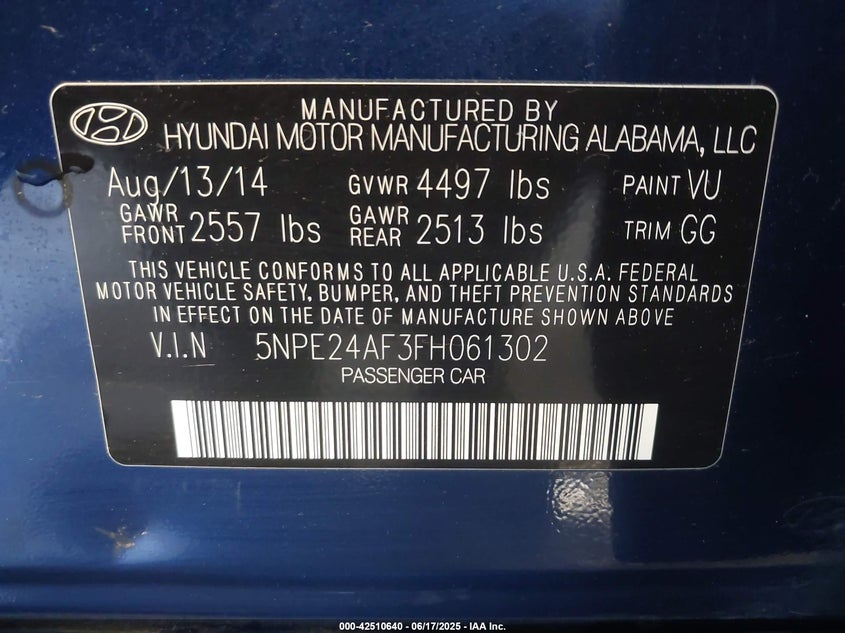 MANUFACTURED BY
HYUNDAI MOTOR MANUFACTURING ALABAMA, LLC
Aug/13/14 GVWR 4497 lbs PAINT VU
GAWR FRONT 2557 lbs GAWR REAR 2513 lbs TRIM GG
THIS VEHICLE CONFORMS TO ALL APPLICABLE U.S.A. FEDERAL
MOTOR VEHICLE SAFETY, BUMPER, AND THEFT PREVENTION STANDARDS
IN EFFECT ON THE DATE OF MANUFACTURE SHOWN ABOVE.
V.I.N 5NPE24AF3FH061302
PASSENGER CAR
000-42510640 - 06/17/2025 - IAA Inc.